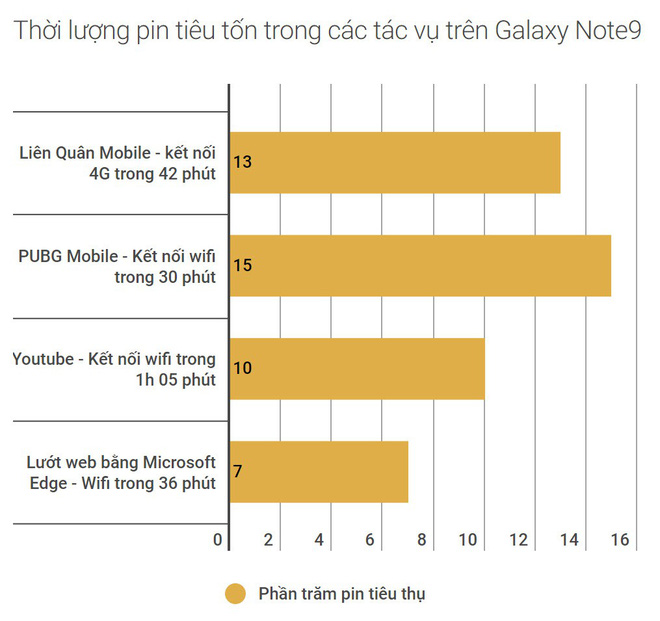 Thời lượng pin tiêu tốn trong các tác vụ trên Galaxy Note9
Liên Quân Mobile - kết nối
4G trong 42 phút
13
PUBG Mobile - Kết nối wifi
trong 30 phút
15
Youtube - Kết nối wifi trong
1h 05 phút
10
Lướt web bằng Microsoft
Edge - Wifi trong 36 phút
7
0 2 4 6 8 10 12 14 16
Phần trăm pin tiêu thụ